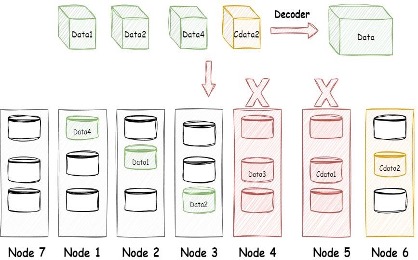 Data1 Data2 Data4 Cdata2 Decoder Data
X X
Data4 Data1 Data2 Data3 Cdata1 Cdata2
Node 7 Node 1 Node 2 Node 3 Node 4 Node 5 Node 6